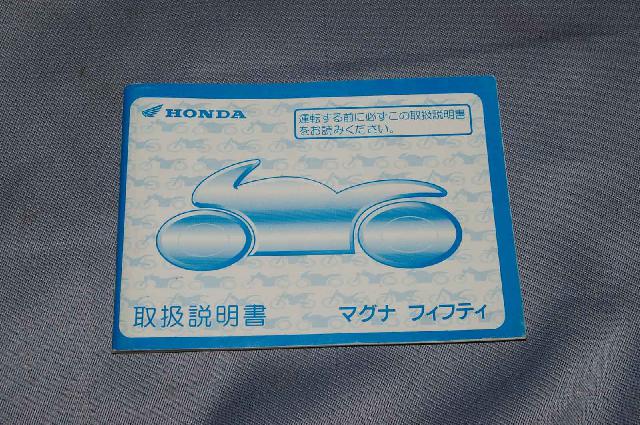 HONDA
運転する前に必ずこの取扱説明書
をお読みください。
取扱説明書
マグナ フィフティ